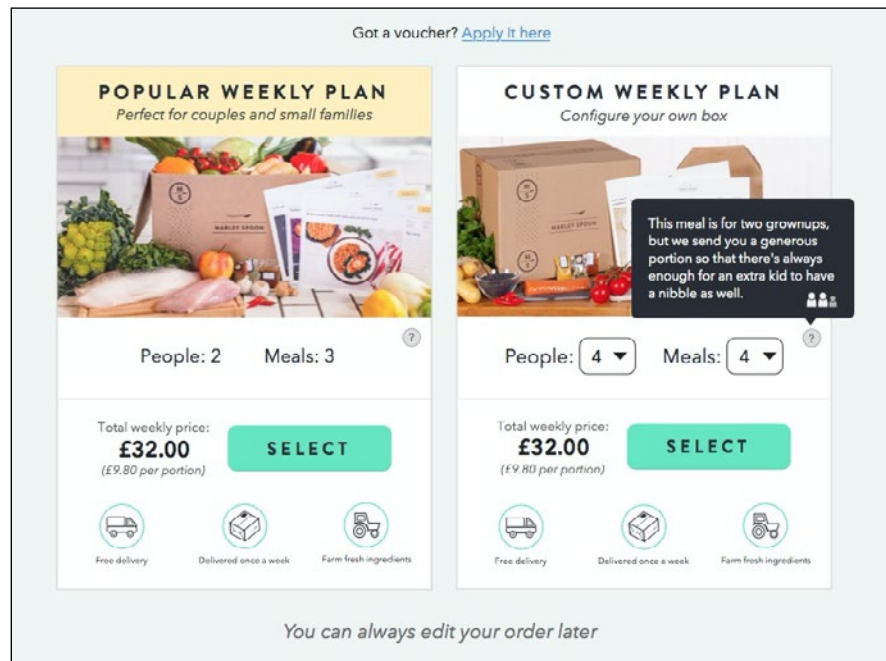 Got a voucher? Apply it here
POPULAR WEEKLY PLAN
Perfect for couples and small families
M
S
MARLEY SPOON
People: 2 Meals: 3
?
Total weekly price:
£32.00
(£9.80 per portion)
SELECT
Free delivery
Delivered once a week
Farm fresh ingredients
CUSTOM WEEKLY PLAN
Configure your own box
M
S
MARLEY SPOON
This meal is for two grownups,
but we send you a generous
portion so that there's always
enough for an extra kid to have
a nibble as well.
?
People: 4 Meals: 4
Total weekly price:
£32.00
(£9.80 per portion)
SELECT
Free delivery
Delivered once a week
Farm fresh ingredients
You can always edit your order later